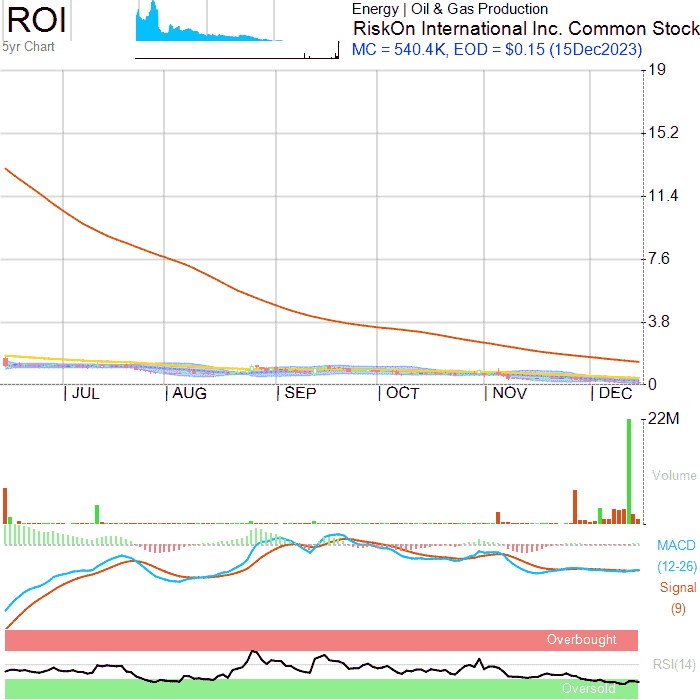 ROI
5yr Chart
Energy | Oil & Gas Production
RiskOn International Inc. Common Stock
MC = 540.4K, EOD = $0.15 (15Dec2023)
19
15.2
11.4
7.6
3.8
0
JUL AUG SEP OCT NOV DEC
22M
Volume
MACD
(12-26)
Signal
(9)
Overbought
RSI(14)
Oversold